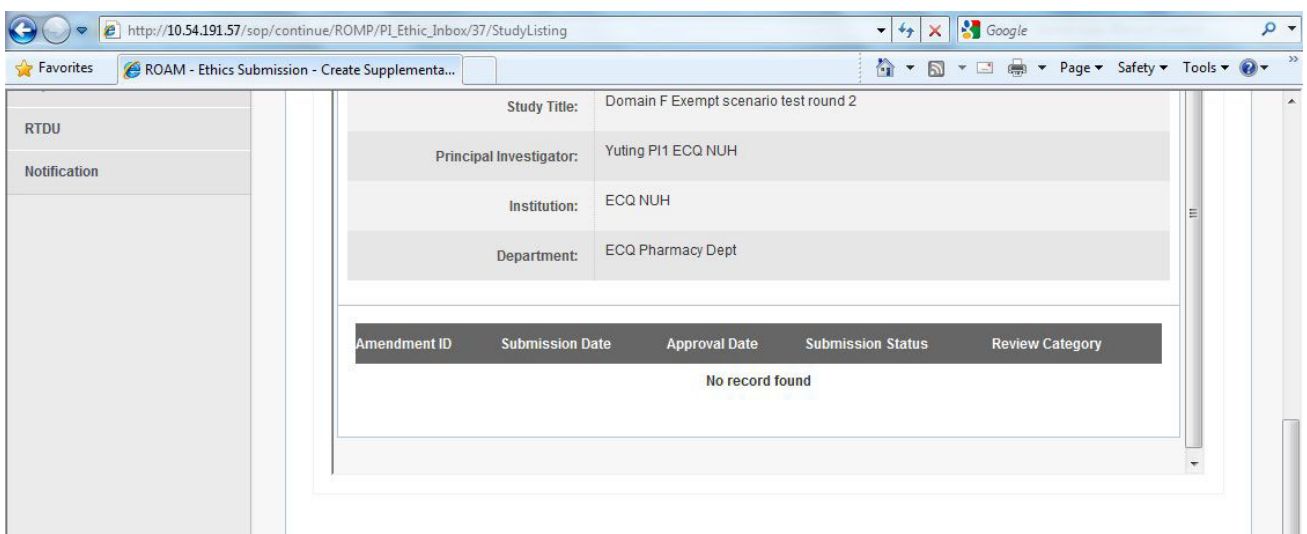 http://10.54.191.57/sop/continue/ROMP/PI_Ethic_Inbox/37/StudyListing Google
Favorites ROAM - Ethics Submission - Create Supplementa... Page Safety Tools
Study Title: Domain F Exempt scenario test round 2
RTDU
Principal Investigator: Yuting PI1 ECQ NUH
Notification
Institution: ECQ NUH
Department: ECQ Pharmacy Dept
Amendment ID Submission Date Approval Date Submission Status Review Category
No record found